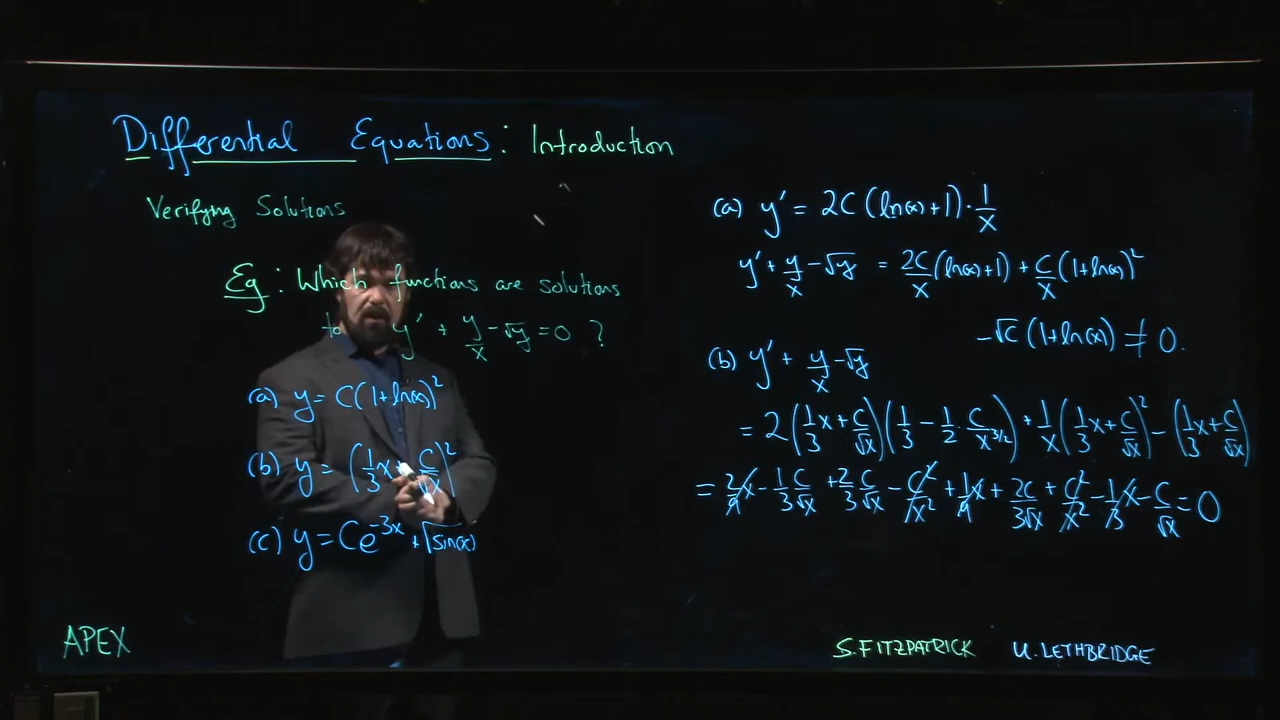 Differential Equations: Introduction
Verifying Solutions
Eg: Which functions are solutions
to y' + y/x - √y = 0 ?
(a) y = C(1+ln(x))²
(b) y = (1/3 x + C/√x)²
(c) y = Ce^(-3x) + √sin(x)
(a) y' = 2C (ln(x)+1)·1/x
y' + y/x - √y = 2C/x (ln(x)+1) + C/x (1+ln(x))²
-√C (1+ln(x)) ≠ 0.
(b) y' + y/x - √y
= 2(1/3 x + C/√x)(1/3 - 1/2 · C/x^(3/2)) + 1/x (1/3 x + C/√x)² - (1/3 x + C/√x)
= 2/9 x - 1/3 C/√x + 2/3 C/√x - C²/x² + 1/9 x + 2C/3√x + C²/x² - 1/3 x - C/√x = 0
APEX
S. FITZPATRICK U. LETHBRIDGE